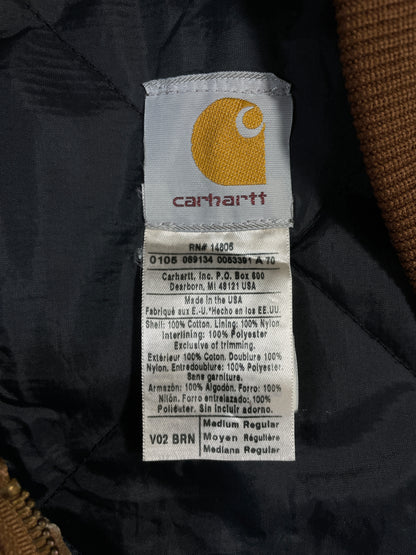 carhartt
RN# 14806
0105 089134 0053391 A 70
Carhartt, Inc. P.O. Box 600
Dearborn, MI 48121 USA
Made in the USA
Fabriqué aux É.-U.*Hecho en los EE.UU.
Shell: 100% Cotton. Lining: 100% Nylon.
Interlining: 100% Polyester
Exclusive of trimming.
Extérieur 100% Coton. Doublure 100%
Nylon. Entredoublure: 100% Polyester
Sans garniture.
Armazón: 100% Algodón. Forro: 100%
Nilón. Forro entrelazado: 100%
Poliéster. Sin incluir adorno.
V02 BRN
Medium Regular
Moyen Régulière
Mediana Regular